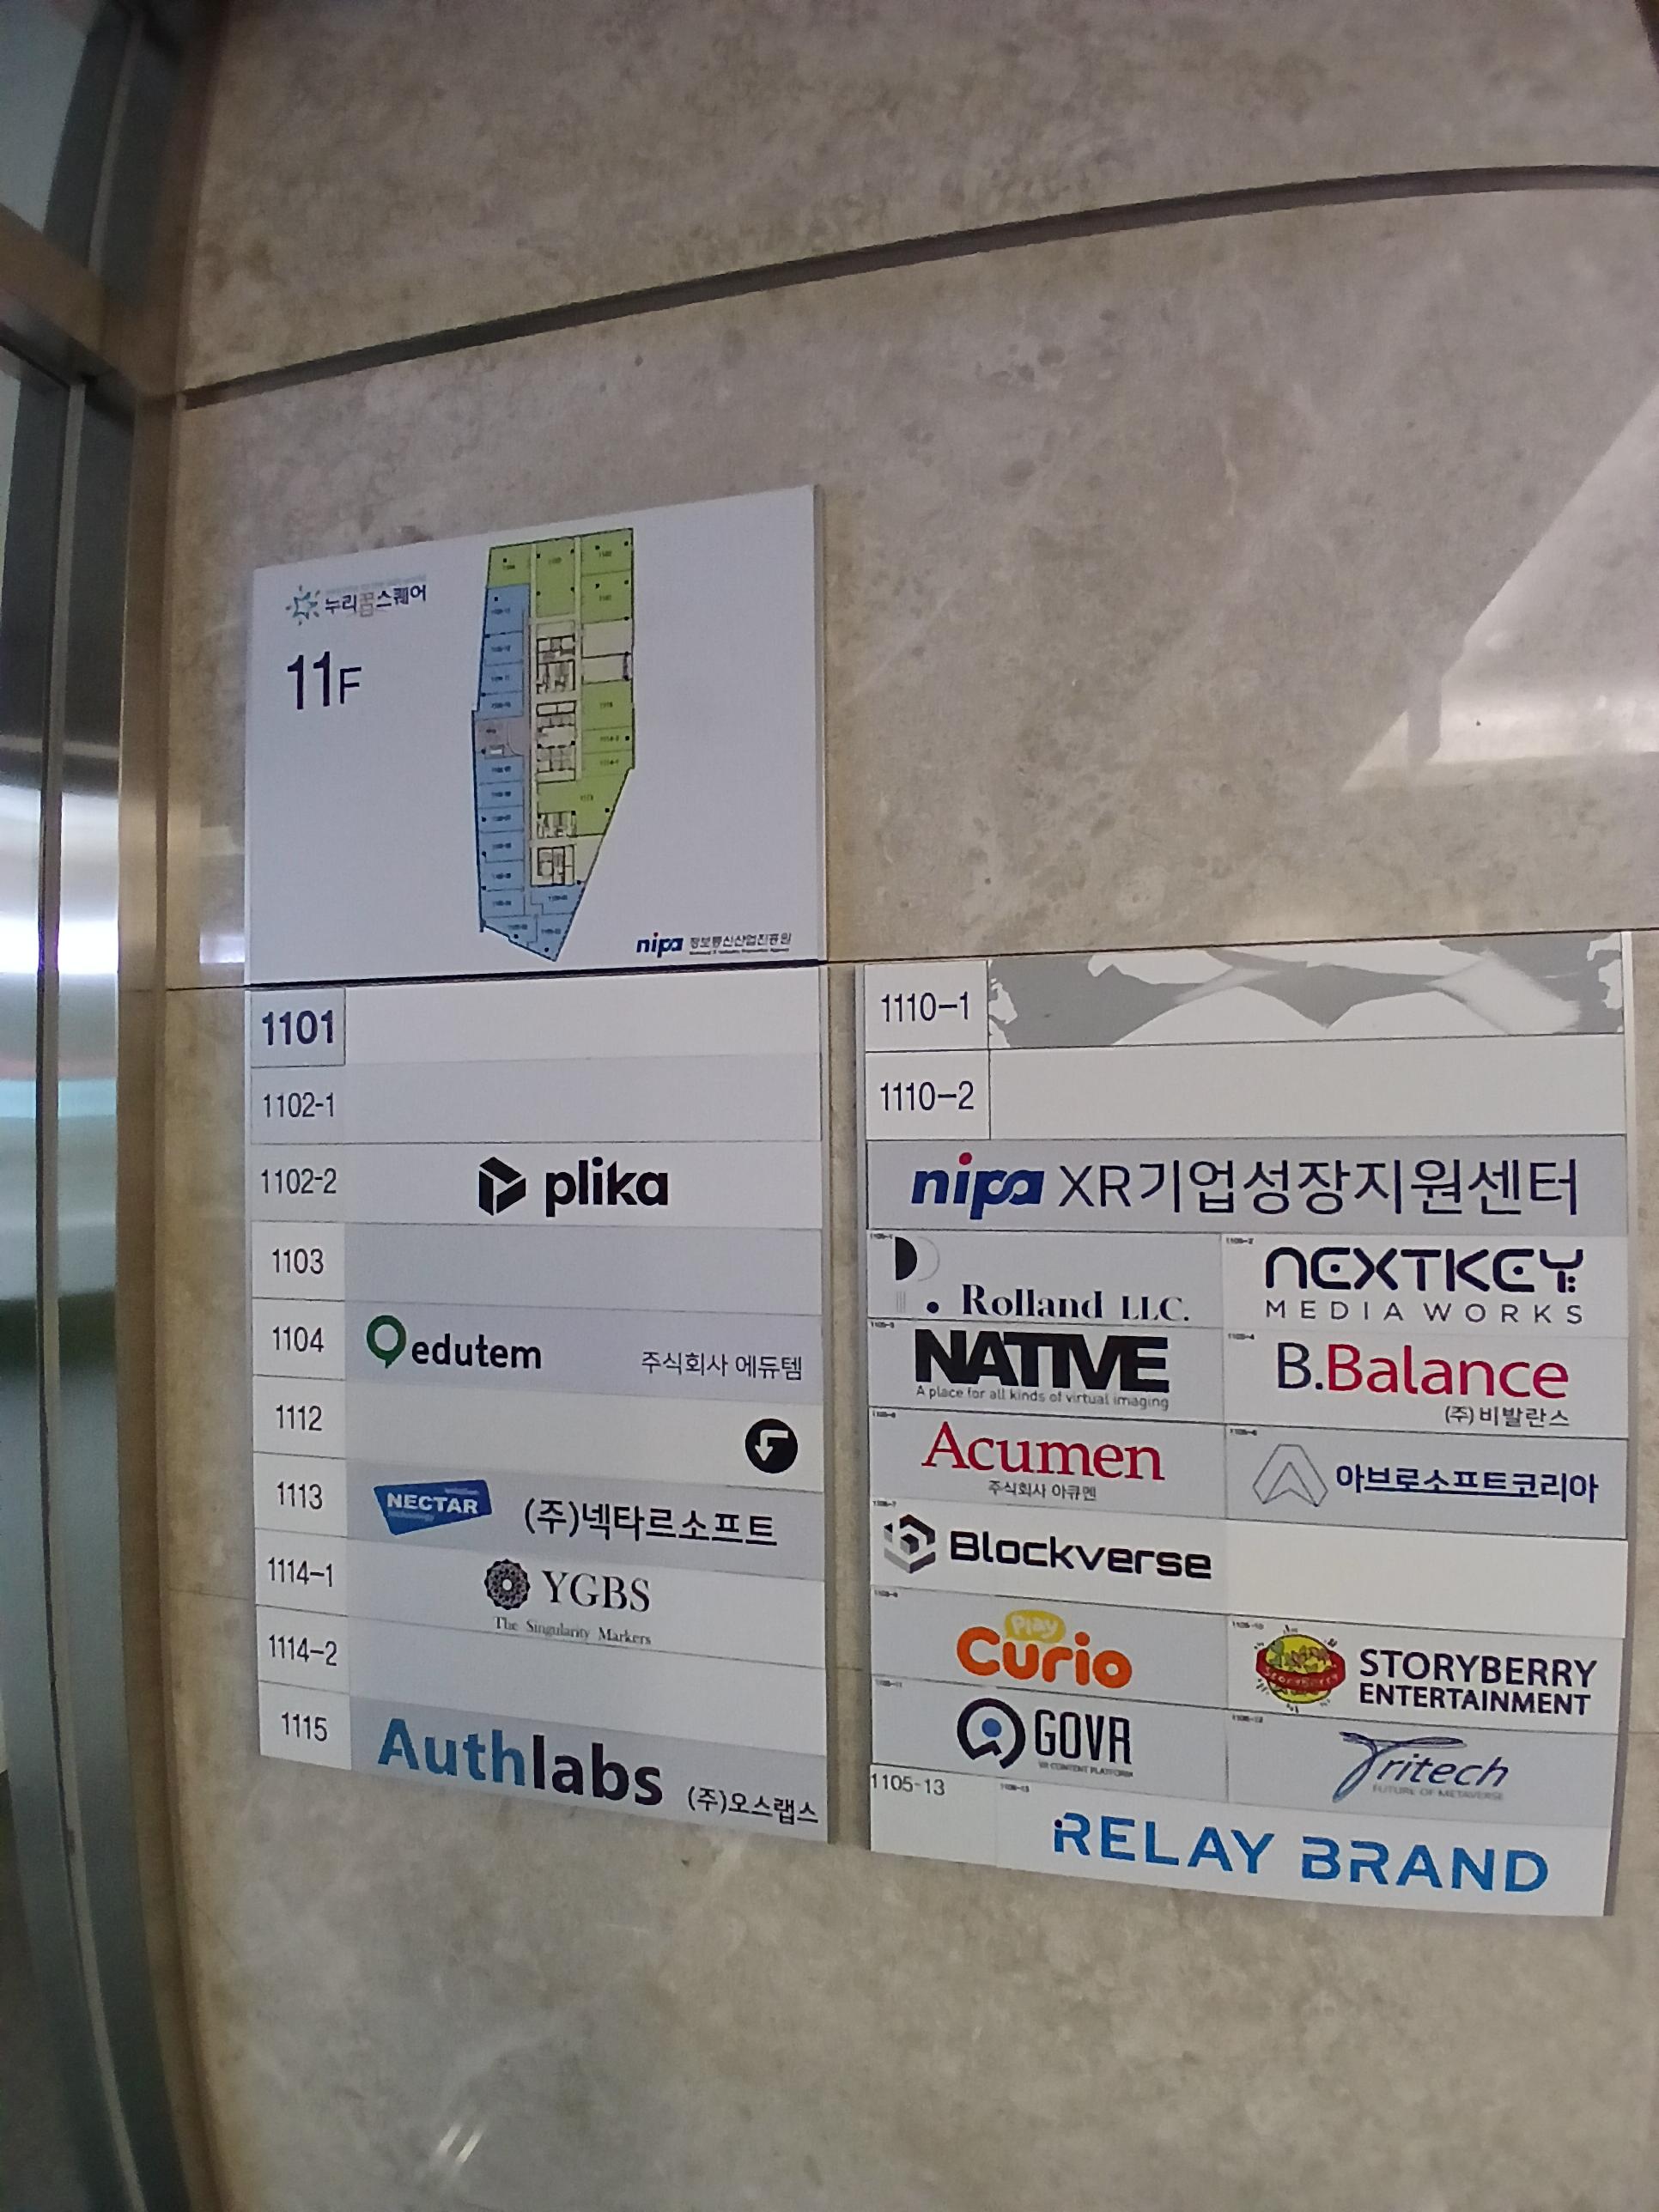 누리꿈스퀘어
11F
nipa 정보통신산업진흥원
1101
1102-1
1102-2 plika
1103
1104 edutem 주식회사 에듀템
1112
1113 NECTAR (주)넥타르소프트
1114-1 YGBS
The Singularity Markers
1114-2
1115 Authlabs (주)오스랩스
1110-1
1110-2
nipa XR기업성장지원센터
Rolland LLC.
NEXTKEY
MEDIA WORKS
NATIVE
A place for all kinds of virtual imaging
B.Balance
(주)비발란스
Acumen
주식회사 아큐멘
아브로소프트코리아
Blockverse
Play
Curio
STORYBERRY
ENTERTAINMENT
GOVR
VR CONTENT PLATFORM
Tritech
FUTURE OF METAVERSE
1105-13
RELAY BRAND